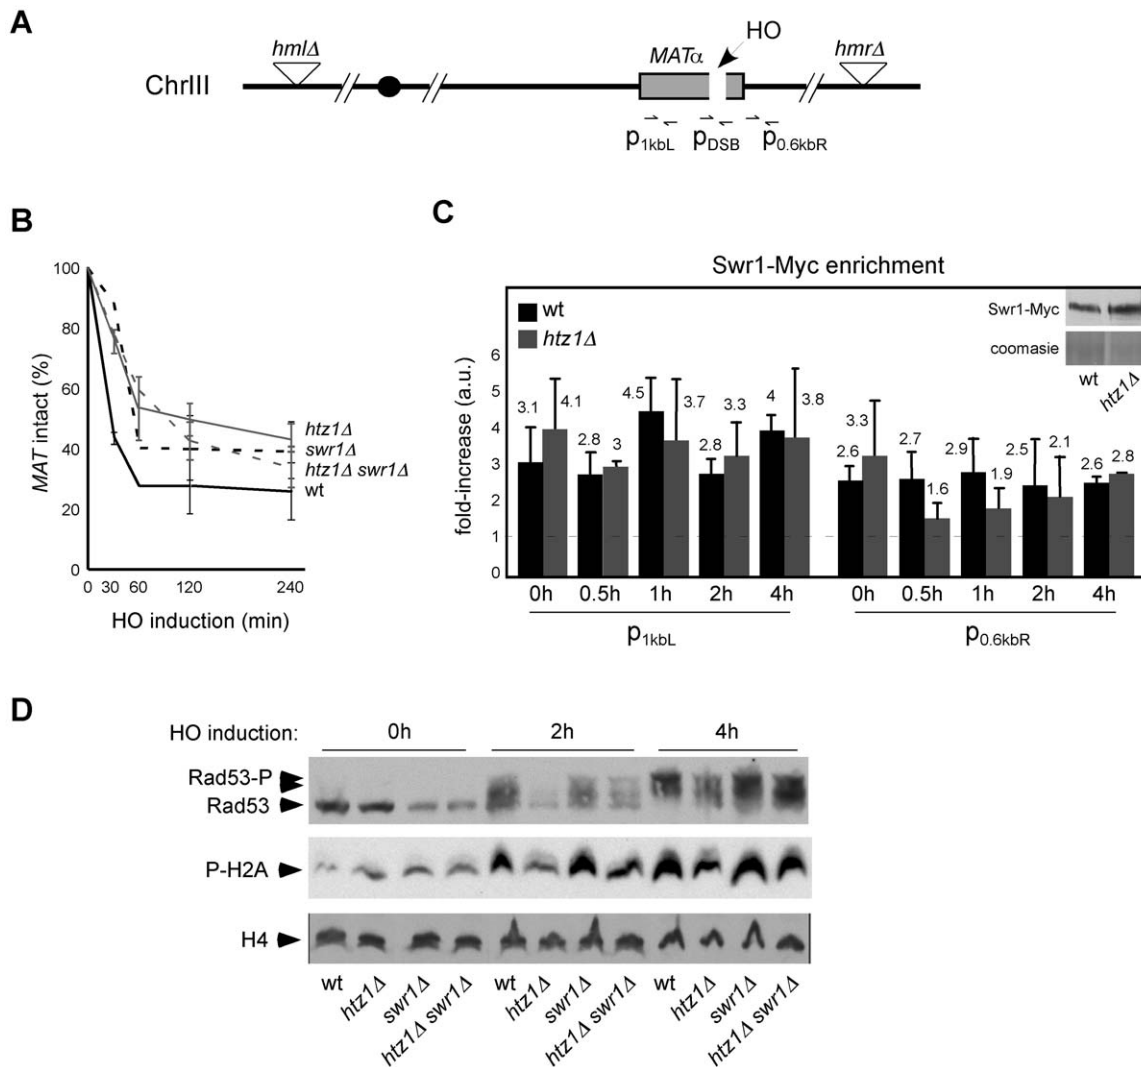 A
hmlΔ
MATα
HO
hmrΔ
ChrIII
p1kbL
pDSB
p0.6kbR
B
100
80
60
40
20
0
MAT intact (%)
htz1Δ
swr1Δ
htz1Δ swr1Δ
wt
0 30 60 120 240
HO induction (min)
C
Swr1-Myc enrichment
wt
htz1Δ
Swr1-Myc
coomasie
wt
htz1Δ
fold-increase (a.u.)
6
5
4
3
2
1
0
3.1 4.1 2.8 3 4.5 3.7 2.8 3.3 4 3.8 2.6 3.3 2.7 1.6 2.9 1.9 2.5 2.1 2.6 2.8
0h 0.5h 1h 2h 4h 0h 0.5h 1h 2h 4h
p1kbL p0.6kbR
D
HO induction: 0h 2h 4h
Rad53-P
Rad53
P-H2A
H4
wt htz1Δ swr1Δ htz1Δ swr1Δ wt htz1Δ swr1Δ htz1Δ swr1Δ wt htz1Δ swr1Δ htz1Δ swr1Δ